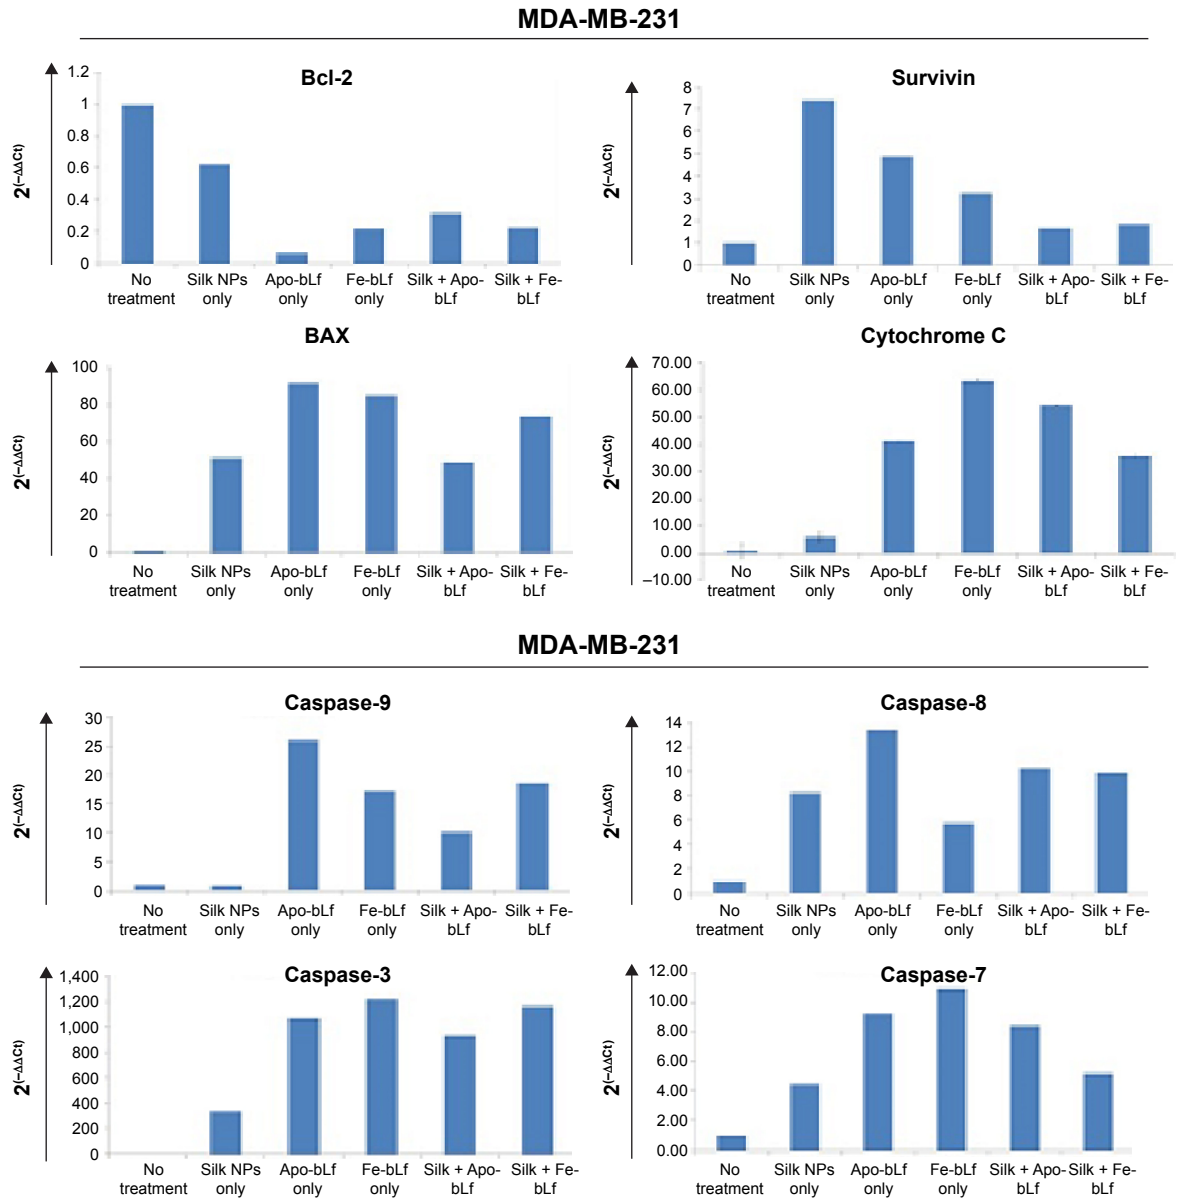 MDA-MB-231
Bcl-2
2(−ΔΔCt)
1.2
1
0.8
0.6
0.4
0.2
0
No treatment
Silk NPs only
Apo-bLf only
Fe-bLf only
Silk + Apo-bLf
Silk + Fe-bLf
Survivin
2(−ΔΔCt)
8
7
6
5
4
3
2
1
0
No treatment
Silk NPs only
Apo-bLf only
Fe-bLf only
Silk + Apo-bLf
Silk + Fe-bLf
BAX
2(−ΔΔCt)
100
80
60
40
20
0
No treatment
Silk NPs only
Apo-bLf only
Fe-bLf only
Silk + Apo-bLf
Silk + Fe-bLf
Cytochrome C
2(−ΔΔCt)
70.00
60.00
50.00
40.00
30.00
20.00
10.00
0.00
−10.00
No treatment
Silk NPs only
Apo-bLf only
Fe-bLf only
Silk + Apo-bLf
Silk + Fe-bLf
MDA-MB-231
Caspase-9
2(−ΔΔCt)
30
25
20
15
10
5
0
No treatment
Silk NPs only
Apo-bLf only
Fe-bLf only
Silk + Apo-bLf
Silk + Fe-bLf
Caspase-8
2(−ΔΔCt)
14
12
10
8
6
4
2
0
No treatment
Silk NPs only
Apo-bLf only
Fe-bLf only
Silk + Apo-bLf
Silk + Fe-bLf
Caspase-3
2(−ΔΔCt)
1,400
1,200
1,000
800
600
400
200
0
No treatment
Silk NPs only
Apo-bLf only
Fe-bLf only
Silk + Apo-bLf
Silk + Fe-bLf
Caspase-7
2(−ΔΔCt)
12.00
10.00
8.00
6.00
4.00
2.00
0.00
No treatment
Silk NPs only
Apo-bLf only
Fe-bLf only
Silk + Apo-bLf
Silk + Fe-bLf